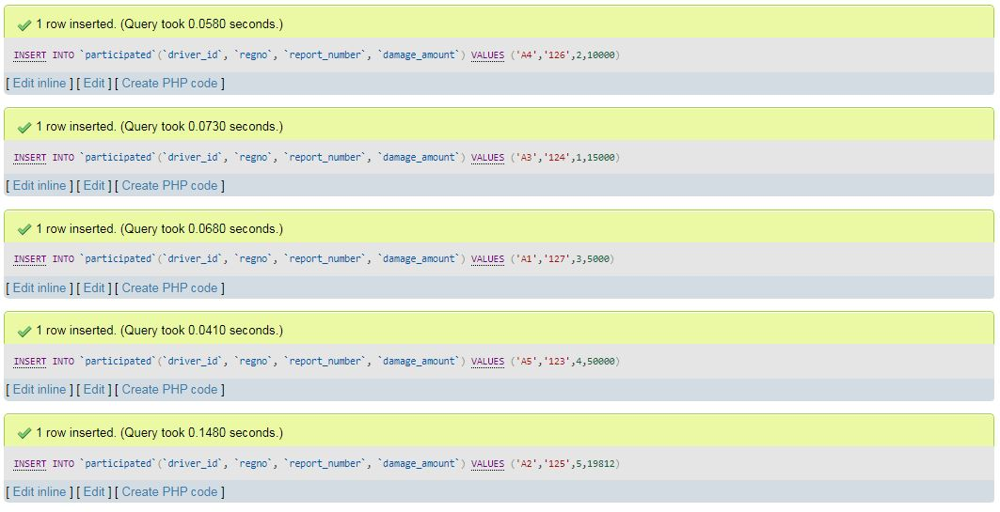 1 row inserted. (Query took 0.0580 seconds.)
INSERT INTO `participated`(`driver_id`, `regno`, `report_number`, `damage_amount`) VALUES ('A4','126',2,10000)
[ Edit inline ] [ Edit ] [ Create PHP code ]
1 row inserted. (Query took 0.0730 seconds.)
INSERT INTO `participated`(`driver_id`, `regno`, `report_number`, `damage_amount`) VALUES ('A3','124',1,15000)
[ Edit inline ] [ Edit ] [ Create PHP code ]
1 row inserted. (Query took 0.0680 seconds.)
INSERT INTO `participated`(`driver_id`, `regno`, `report_number`, `damage_amount`) VALUES ('A1','127',3,5000)
[ Edit inline ] [ Edit ] [ Create PHP code ]
1 row inserted. (Query took 0.0410 seconds.)
INSERT INTO `participated`(`driver_id`, `regno`, `report_number`, `damage_amount`) VALUES ('A5','123',4,50000)
[ Edit inline ] [ Edit ] [ Create PHP code ]
1 row inserted. (Query took 0.1480 seconds.)
INSERT INTO `participated`(`driver_id`, `regno`, `report_number`, `damage_amount`) VALUES ('A2','125',5,19812)
[ Edit inline ] [ Edit ] [ Create PHP code ]